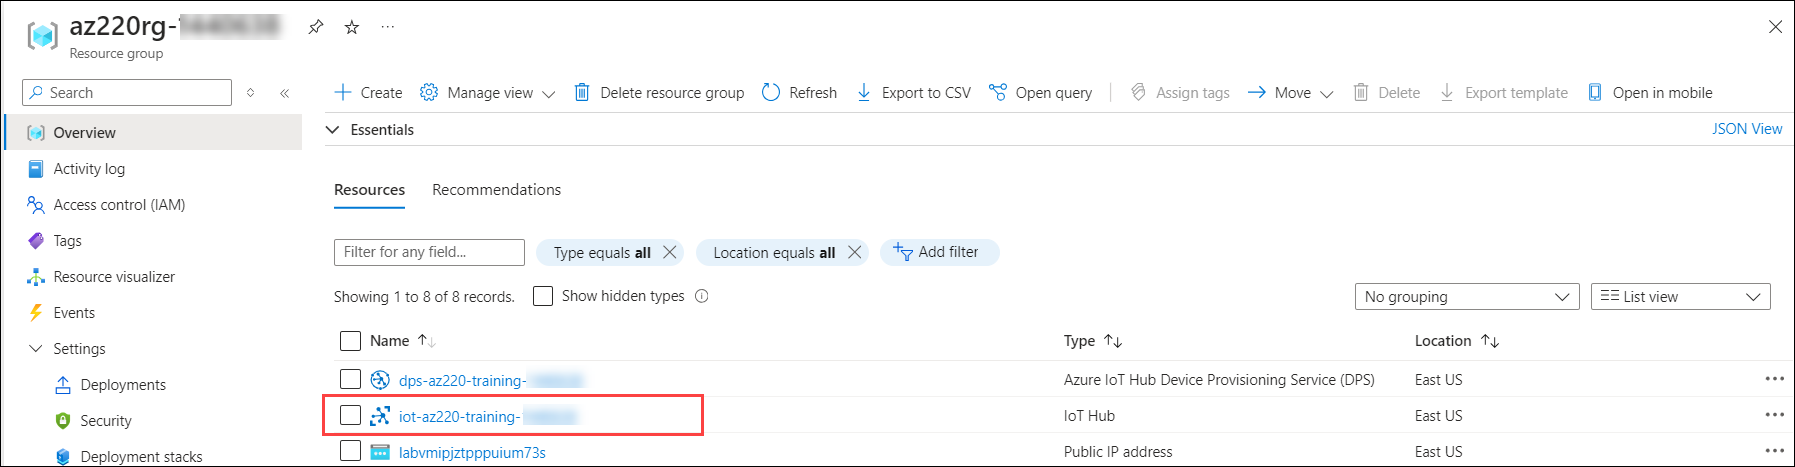 az220rg-
Resource group
Search
Create Manage view Delete resource group Refresh Export to CSV Open query Assign tags Move Delete Export template Open in mobile
Overview
Essentials JSON View
Activity log
Resources Recommendations
Access control (IAM)
Tags
Filter for any field... Type equals all Location equals all Add filter
Resource visualizer
Showing 1 to 8 of 8 records. Show hidden types No grouping List view
Events
Settings
Name Type Location
Deployments
dps-az220-training- Azure IoT Hub Device Provisioning Service (DPS) East US
Security
iot-az220-training- IoT Hub East US
Deployment stacks
labvmipjztpppuium73s Public IP address East US